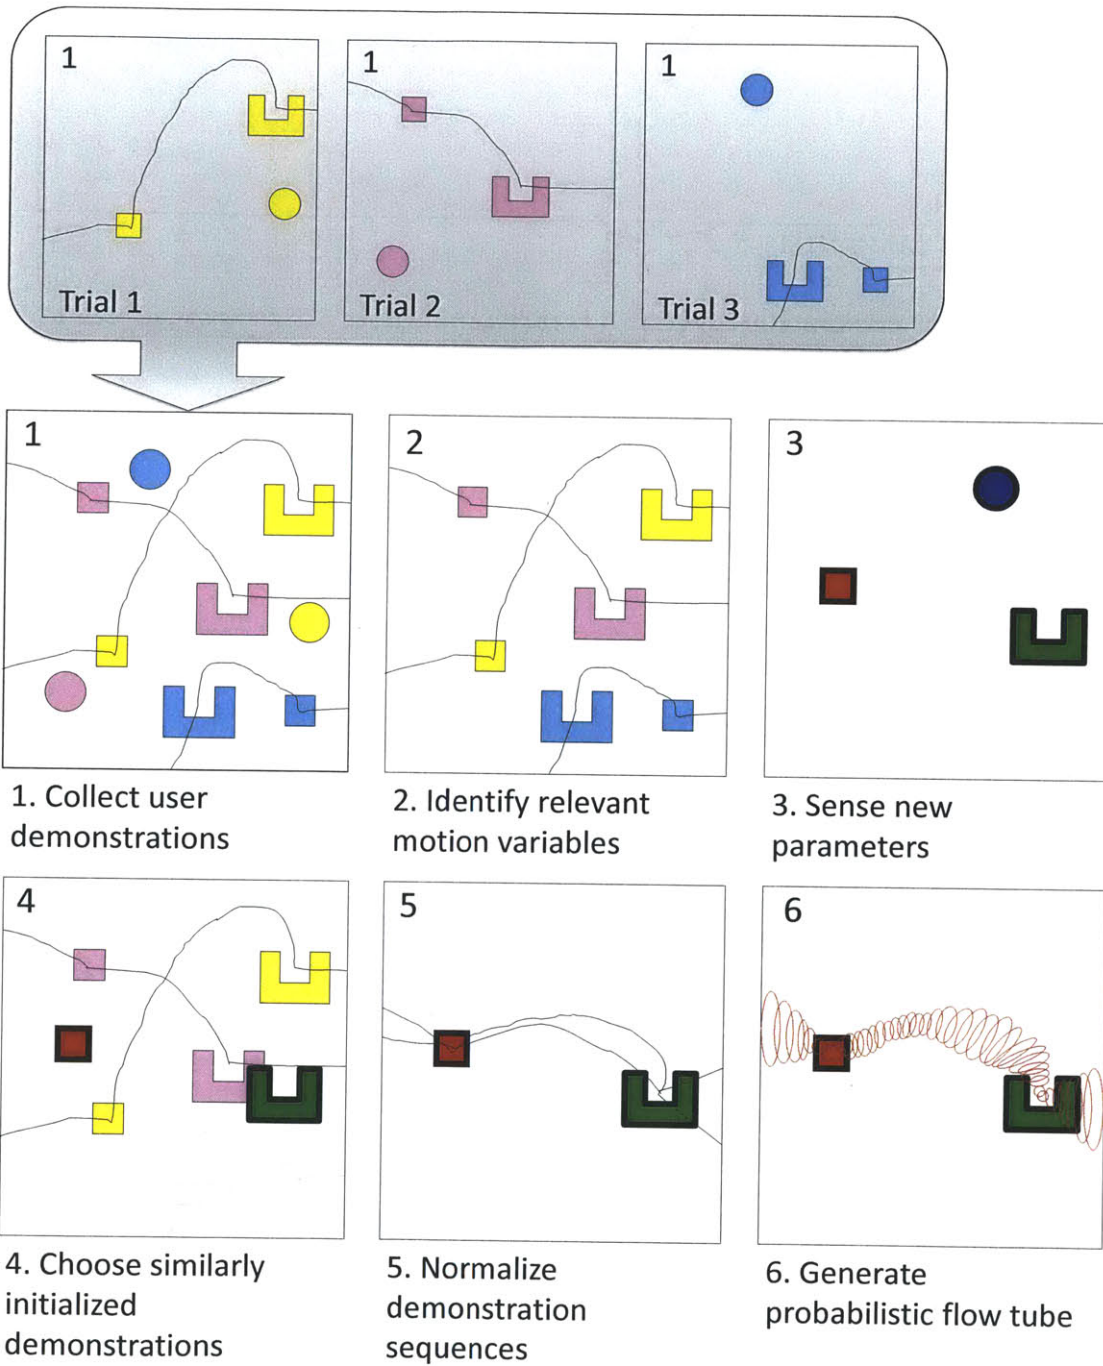 1
1
1
Trial 1
Trial 2
Trial 3
1
2
3
1. Collect user
demonstrations
2. Identify relevant
motion variables
3. Sense new
parameters
4
5
6
4. Choose similarly
initialized
demonstrations
5. Normalize
demonstration
sequences
6. Generate
probabilistic flow tube